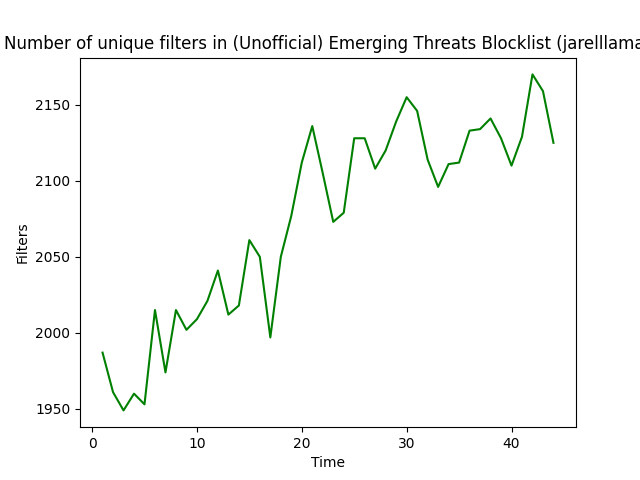 Number of unique filters in (Unofficial) Emerging Threats Blocklist (jarelllama
2150
2100
2050
2000
1950
Filters
0 10 20 30 40
Time